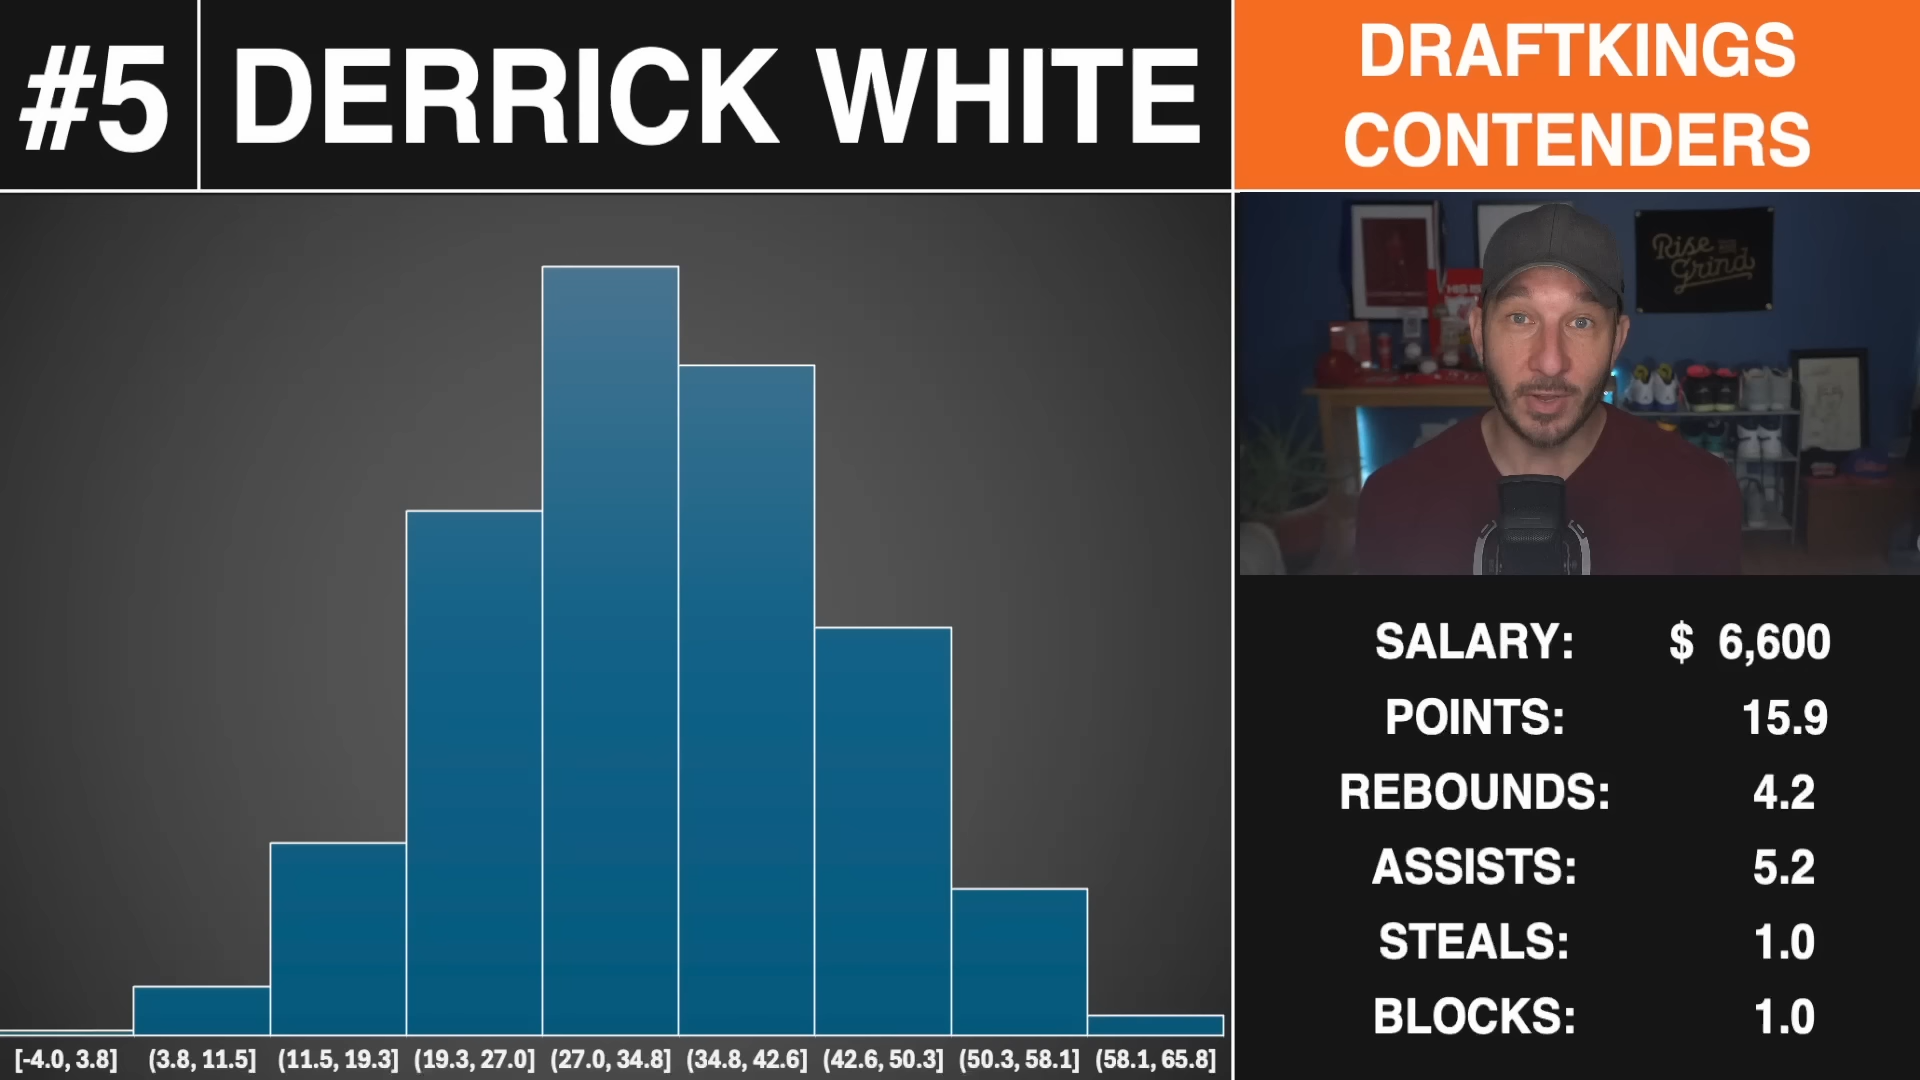 #5
DERRICK WHITE
DRAFTKINGS
CONTENDERS
Rise
Grind
SALARY: $ 6,600
POINTS: 15.9
REBOUNDS: 4.2
ASSISTS: 5.2
STEALS: 1.0
BLOCKS: 1.0
[-4.0, 3.8] (3.8, 11.5] (11.5, 19.3] (19.3, 27.0] (27.0, 34.8] (34.8, 42.6] (42.6, 50.3] (50.3, 58.1] (58.1, 65.8]